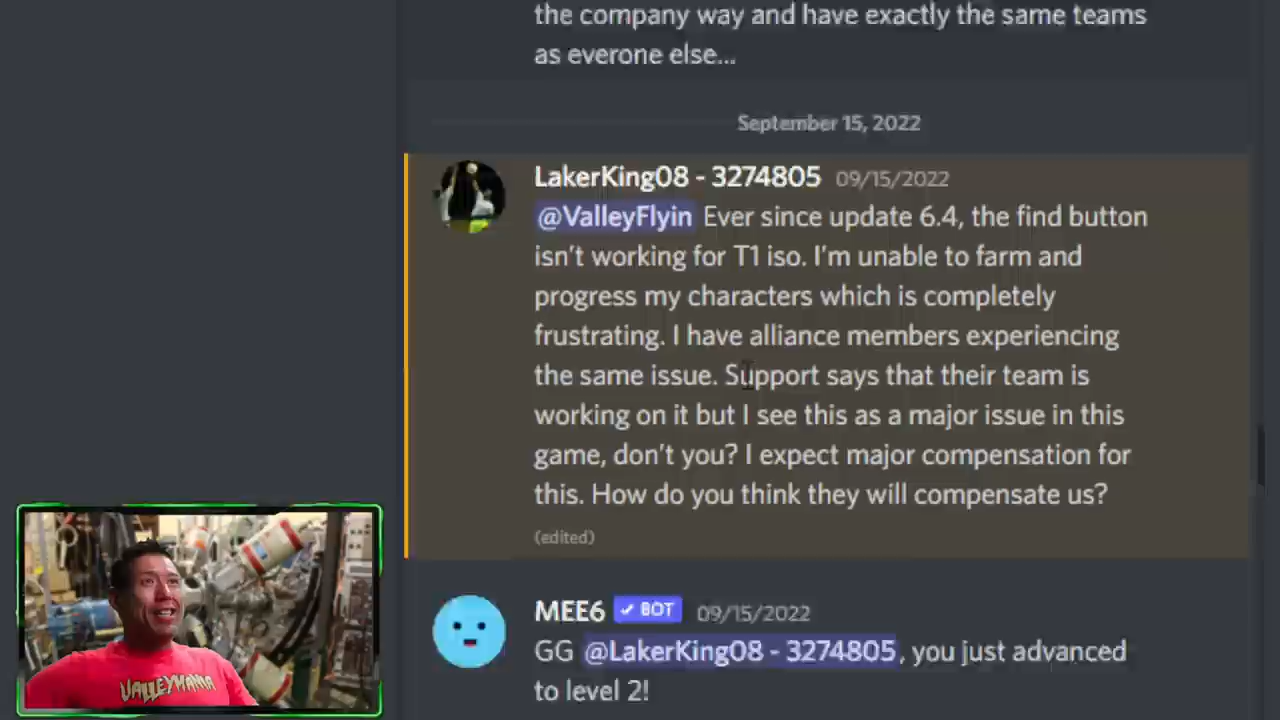 the company way and have exactly the same teams
as everone else...
September 15, 2022
LakerKing08 - 3274805 09/15/2022
@ValleyFlyin Ever since update 6.4, the find button
isn't working for T1 iso. I'm unable to farm and
progress my characters which is completely
frustrating. I have alliance members experiencing
the same issue. Support says that their team is
working on it but I see this as a major issue in this
game, don't you? I expect major compensation for
this. How do you think they will compensate us?
(edited)
MEE6 ✓ BOT 09/15/2022
GG @LakerKing08 - 3274805, you just advanced
to level 2!
VALLEYMANIA